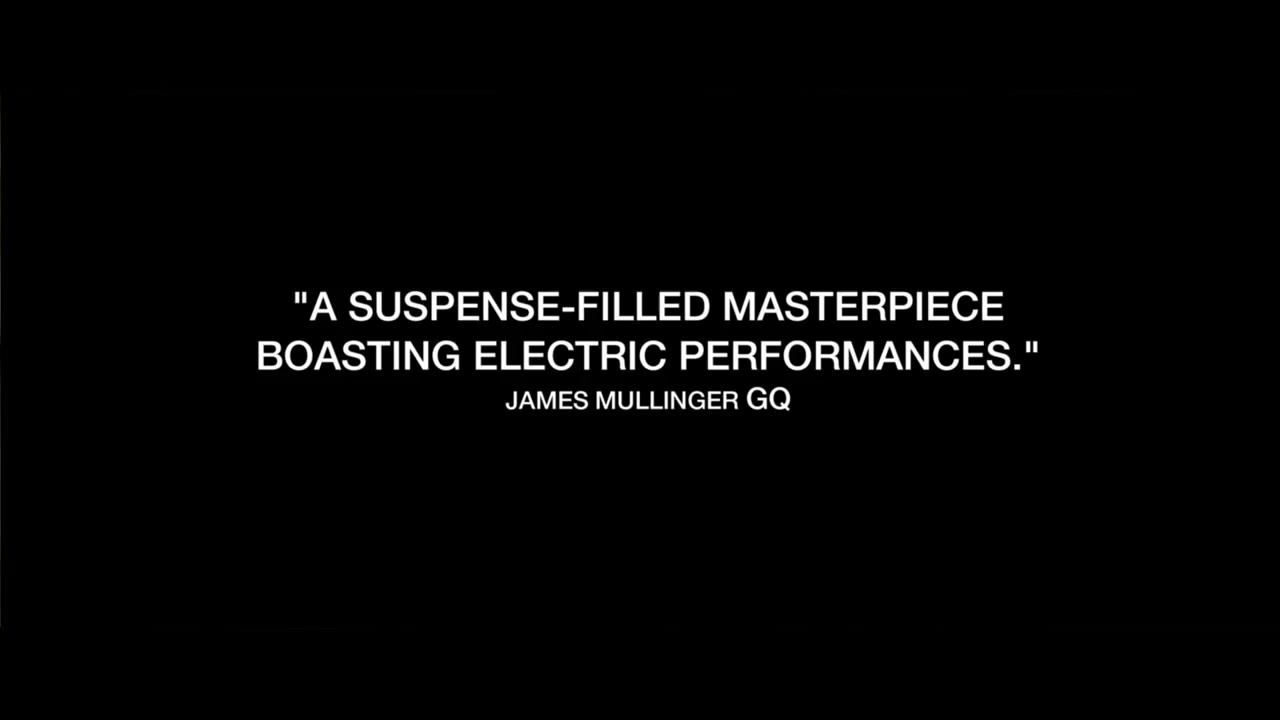 "A SUSPENSE-FILLED MASTERPIECE
BOASTING ELECTRIC PERFORMANCES."
JAMES MULLINGER GQ